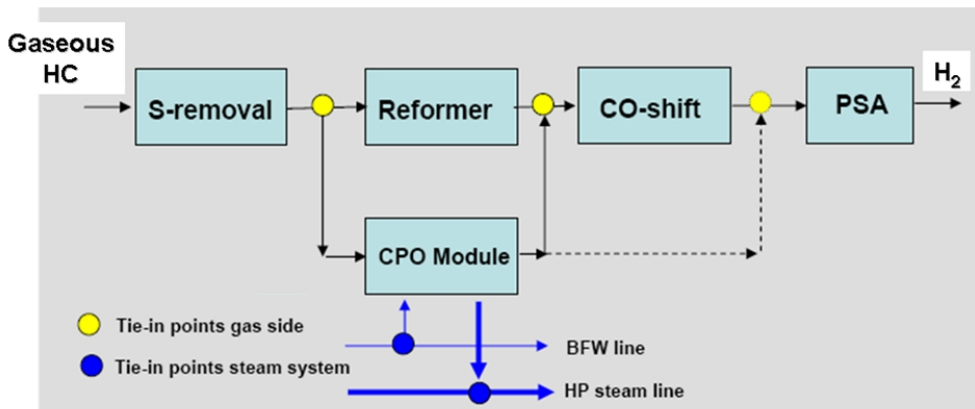 Gaseous
HC
S-removal
Reformer
CO-shift
PSA
H₂
CPO Module
Tie-in points gas side
Tie-in points steam system
BFW line
HP steam line